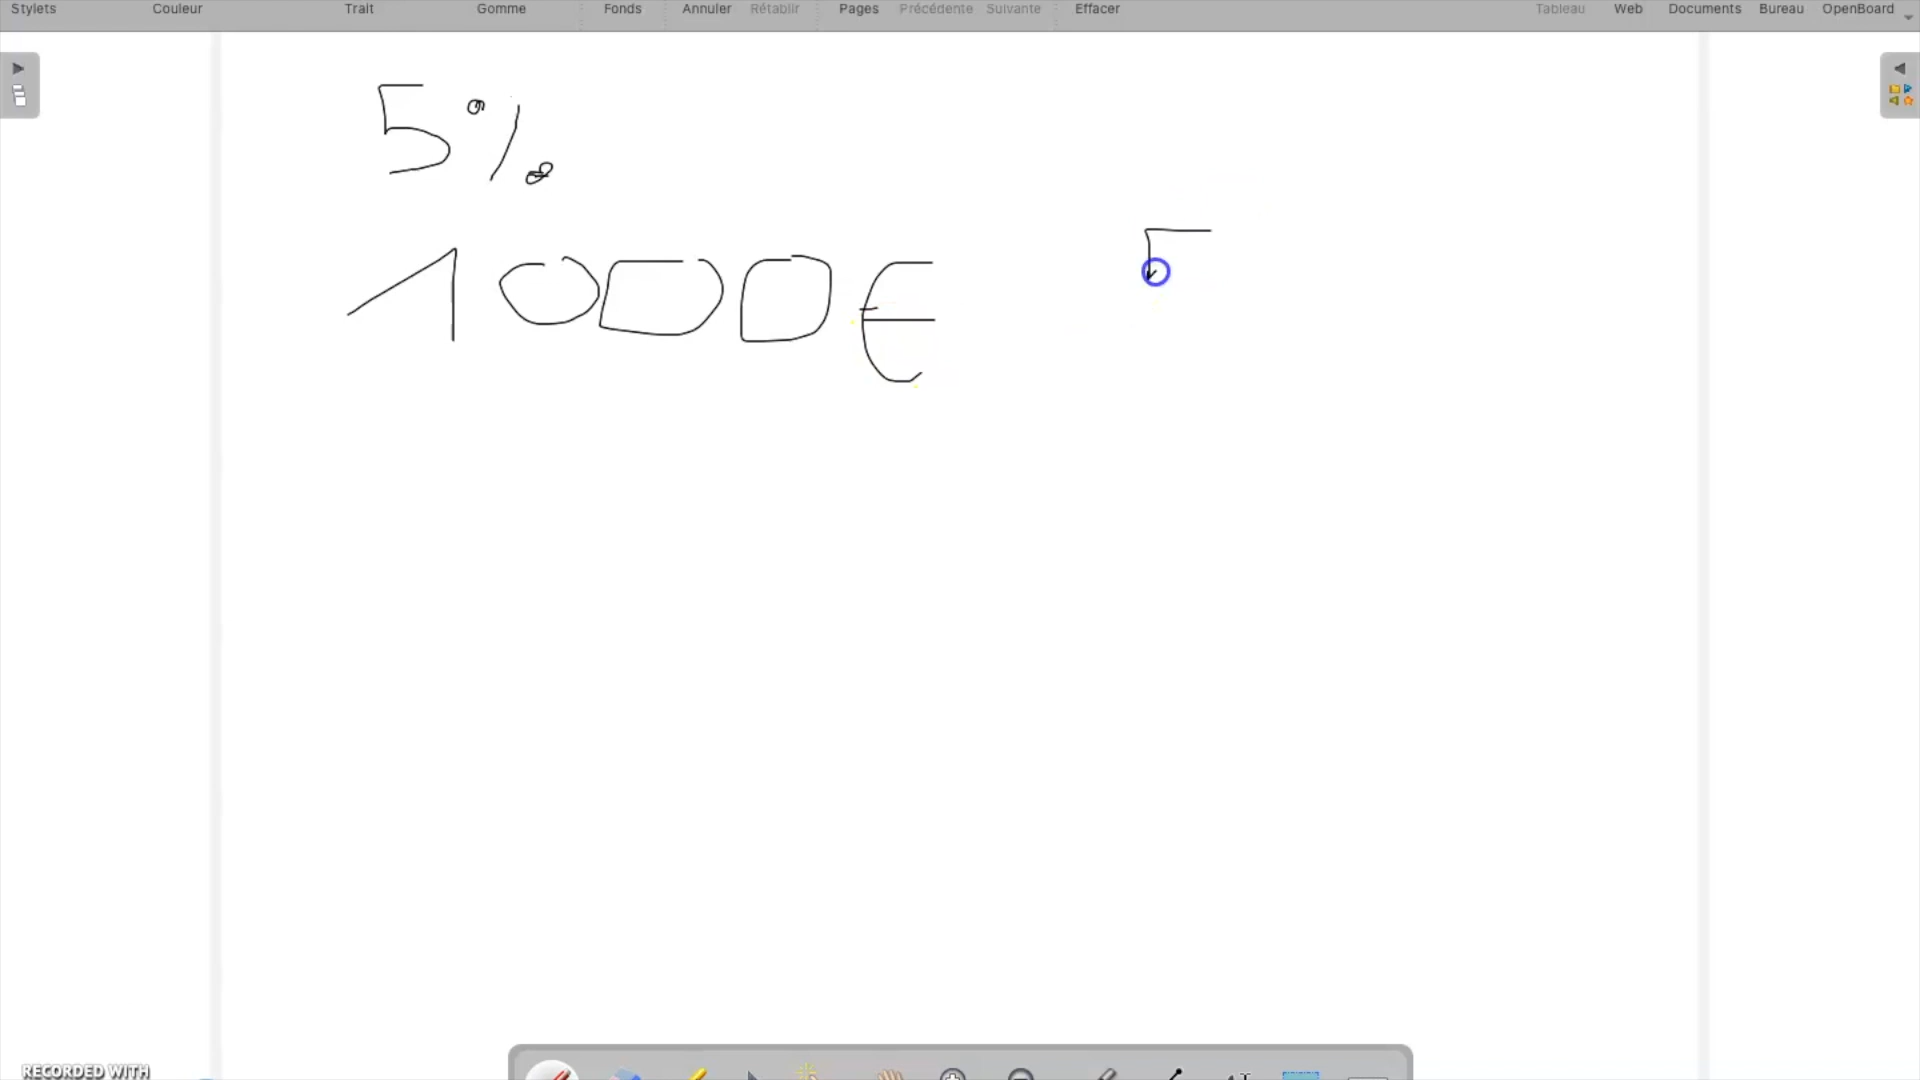 Stylets Couleur Trait Gomme Fonds Annuler Rétablir Pages Précédente Suivante Effacer Tableau Web Documents Bureau OpenBoard
5%
1000€
RECORDED WITH